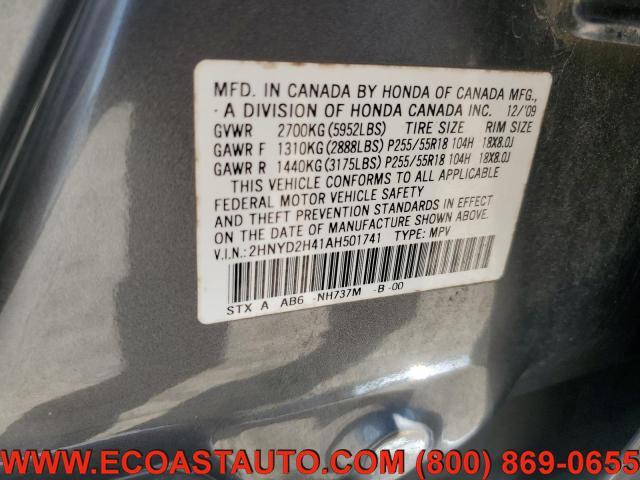 MFD. IN CANADA BY HONDA OF CANADA MFG.,
A DIVISION OF HONDA CANADA INC. 12/'09
GVWR 2700KG(5952LBS) TIRE SIZE RIM SIZE
GAWR F 1310KG(2888LBS)P255/55R18 104H 18X8.0J
GAWR R 1440KG(3175LBS)P255/55R18 104H 18X8.0J
THIS VEHICLE CONFORMS TO ALL APPLICABLE
FEDERAL MOTOR VEHICLE SAFETY
AND THEFT PREVENTION STANDARDS IN EFFECT
ON THE DATE OF MANUFACTURE SHOWN ABOVE.
V.I.N.:2HNYD2H41AH501741 TYPE: MPV
STX A AB6 -NH737M -B -00
WWW.ECOASTAUTO.COM (800) 869-0655